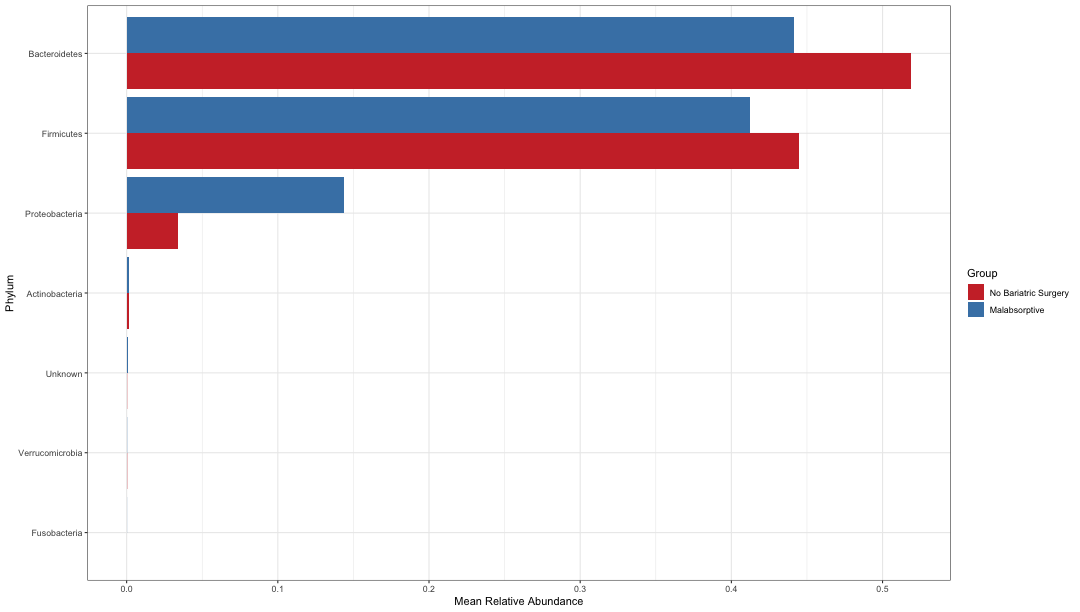 Bacteroidetes
Firmicutes
Proteobacteria
Actinobacteria
Unknown
Verrucomicrobia
Fusobacteria
Phylum
0.0 0.1 0.2 0.3 0.4 0.5
Mean Relative Abundance
Group
No Bariatric Surgery
Malabsorptive